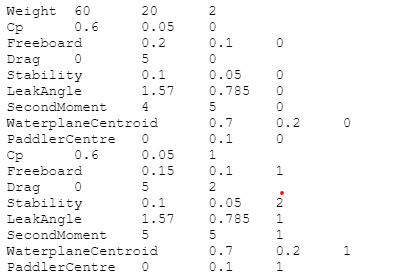 Weight 60 20 2
Cp 0.6 0.05 0
Freeboard 0.2 0.1 0
Drag 0 5 0
Stability 0.1 0.05 0
LeakAngle 1.57 0.785 0
SecondMoment 4 5 0
WaterplaneCentroid 0.7 0.2 0
PaddlerCentre 0 0.1 0
Cp 0.6 0.05 1
Freeboard 0.15 0.1 1
Drag 0 5 2
Stability 0.1 0.05 2
LeakAngle 1.57 0.785 1
SecondMoment 5 5 1
WaterplaneCentroid 0.7 0.2 1
PaddlerCentre 0 0.1 1